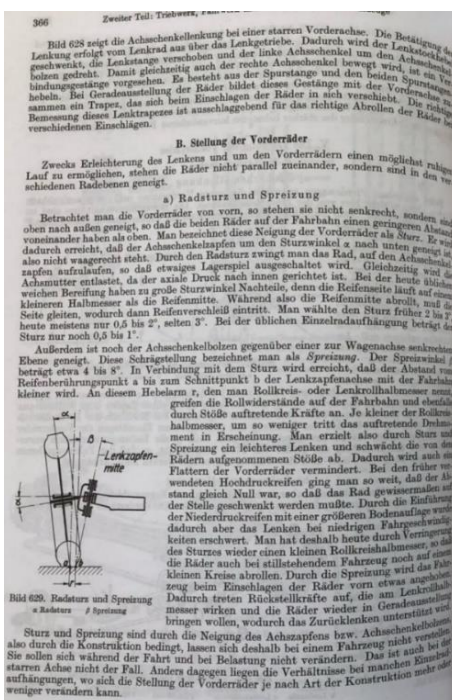 366 Zweiter Teil: Triebwerk,
Bild 628 zeigt die Achsschenkellenkung bei einer starren Vorderachse. Die Betätigung der
Lenkung erfolgt vom Lenkrad aus über das Lenkgetriebe. Dadurch wird der Lenkstockhebel
geschwenkt, die Lenkstange verschoben und der linke Achsschenkel um den Achsschenkel-
bolzen gedreht. Damit gleichzeitig auch der rechte Achsschenkel bewegt wird, ist ein Ver-
bindungsgestänge vorgesehen. Es besteht aus der Spurstange und den beiden Spurstangen-
hebeln. Bei Geradeausstellung der Räder bildet dieses Gestänge mit der Vorderachse zu-
sammen ein Trapez, das sich beim Einschlagen der Räder in sich verschiebt. Die richtige
Bemessung dieses Lenktrapezes ist ausschlaggebend für das richtige Abrollen der Räder bei
verschiedenen Einschlägen.
B. Stellung der Vorderräder
Zwecks Erleichterung des Lenkens und um den Vorderrädern einen möglichst ruhigen
Lauf zu ermöglichen, stehen die Räder nicht parallel zueinander, sondern sind in den ver-
schiedenen Radebenen geneigt.
a) Radsturz und Spreizung
Betrachtet man die Vorderräder von vorn, so stehen sie nicht senkrecht, sondern sind
oben nach außen geneigt, so daß die beiden Räder auf der Fahrbahn einen geringeren Abstand
voneinander haben als oben. Man bezeichnet diese Neigung der Vorderräder als Sturz. Er wird
dadurch erreicht, daß der Achsschenkelzapfen um den Sturzwinkel α nach unten geneigt ist,
also nicht waagerecht steht. Durch den Radsturz zwingt man das Rad, auf den Achsschenkel-
zapfen aufzulaufen, so daß etwaiges Lagerspiel ausgeschaltet wird. Gleichzeitig wird die
Achsmutter entlastet, da der axiale Druck nach innen gerichtet ist. Bei der heute üblichen
weichen Bereifung haben zu große Sturzwinkel Nachteile, denn die Reifenseite läuft auf einem
kleineren Halbmesser als die Reifenmitte. Während also die Reifenmitte abrollt, muß die
Seite gleiten, wodurch dann Reifenverschleiß eintritt. Man wählte den Sturz früher 2 bis 3°,
heute meistens nur 0,5 bis 2°, selten 3°. Bei der üblichen Einzelradaufhängung beträgt der
Sturz nur noch 0,5 bis 1°.
Außerdem ist noch der Achsschenkelbolzen gegenüber einer zur Wagenachse senkrechten
Ebene geneigt. Diese Schrägstellung bezeichnet man als Spreizung. Der Spreizwinkel β
beträgt etwa 4 bis 8°. In Verbindung mit dem Sturz wird erreicht, daß der Abstand vom
Reifenberührungspunkt a bis zum Schnittpunkt b der Lenkzapfenachse mit der Fahrbahn
kleiner wird. An diesem Hebelarm r, den man Rollkreis- oder Lenkrollhalbmesser nennt,
greifen die Rollwiderstände auf der Fahrbahn und ebenfalls
durch Stöße auftretende Kräfte an. Je kleiner der Rollkreis-
halbmesser, um so weniger tritt das auftretende Drehmo-
ment in Erscheinung. Man erzielt also durch Sturz und
Spreizung ein leichteres Lenken und schwächt die von den
Rädern aufgenommenen Stöße ab. Dadurch wird auch ein
Flattern der Vorderräder vermindert. Bei den früher ver-
wendeten Hochdruckreifen ging man so weit, daß der Ab-
stand gleich Null war, so daß das Rad gewissermaßen auf
der Stelle geschwenkt werden mußte. Durch die Einführung
der Niederdruckreifen mit einer größeren Bodenauflage wurde
dadurch aber das Lenken bei niedrigen Fahrgeschwindig-
keiten erschwert. Man hat deshalb heute durch Verringerung
des Sturzes wieder einen kleinen Rollkreishalbmesser, so daß
die Räder auch bei stillstehendem Fahrzeug noch auf einem
kleinen Kreise abrollen. Durch die Spreizung wird das Fahr-
zeug beim Einschlagen der Räder vorn etwas angehoben.
Dadurch treten Rückstellkräfte auf, die am Lenkrollhalb-
messer wirken und die Räder wieder in Geradeausstellung
bringen wollen, wodurch das Zurücklenken unterstützt wird.
Lenkzapfen-
mitte
Bild 629. Radsturz und Spreizung
α Radsturz β Spreizung
Sturz und Spreizung sind durch die Neigung des Achszapfens bzw. Achsschenkelbolzens,
also durch die Konstruktion bedingt, lassen sich deshalb bei einem Fahrzeug nicht verstellen.
Sie sollen sich während der Fahrt und bei Belastung nicht verändern. Das ist auch bei der
starren Achse nicht der Fall. Anders dagegen liegen die Verhältnisse bei manchen Einzelrad-
aufhängungen, wo sich die Stellung der Vorderräder je nach Art der Konstruktion mehr oder
weniger verändern kann.